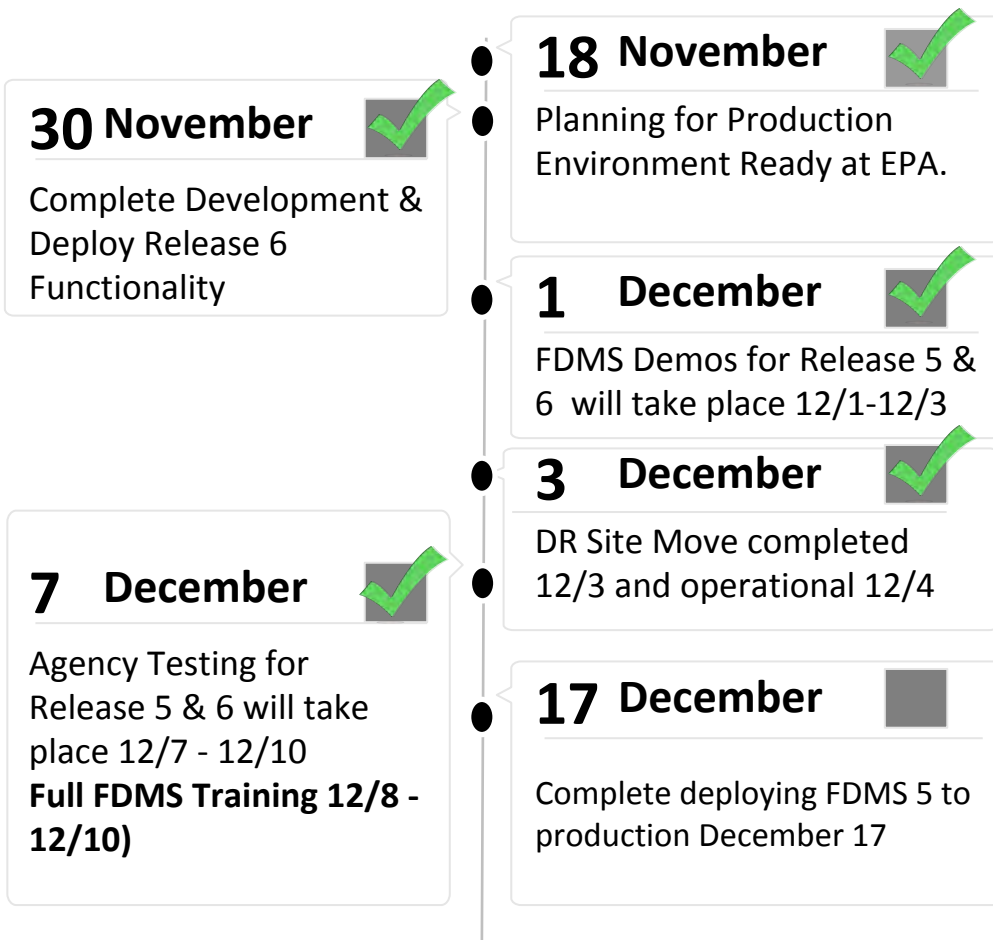 18 November
Planning for Production
Environment Ready at EPA.
30 November
Complete Development &
Deploy Release 6
Functionality
1 December
FDMS Demos for Release 5 &
6 will take place 12/1-12/3
3 December
DR Site Move completed
12/3 and operational 12/4
7 December
Agency Testing for
Release 5 & 6 will take
place 12/7 - 12/10
Full FDMS Training 12/8 -
12/10)
17 December
Complete deploying FDMS 5 to
production December 17